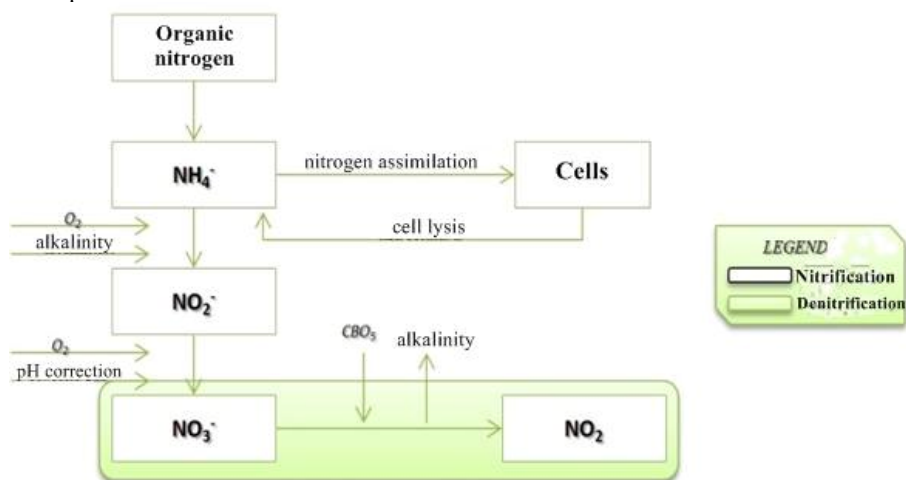 Organic
nitrogen
NH₄⁻
nitrogen assimilation
Cells
cell lysis
O₂
alkalinity
NO₂⁻
O₂
pH correction
CBO₅
alkalinity
NO₃⁻
NO₂
LEGEND
Nitrification
Denitrification